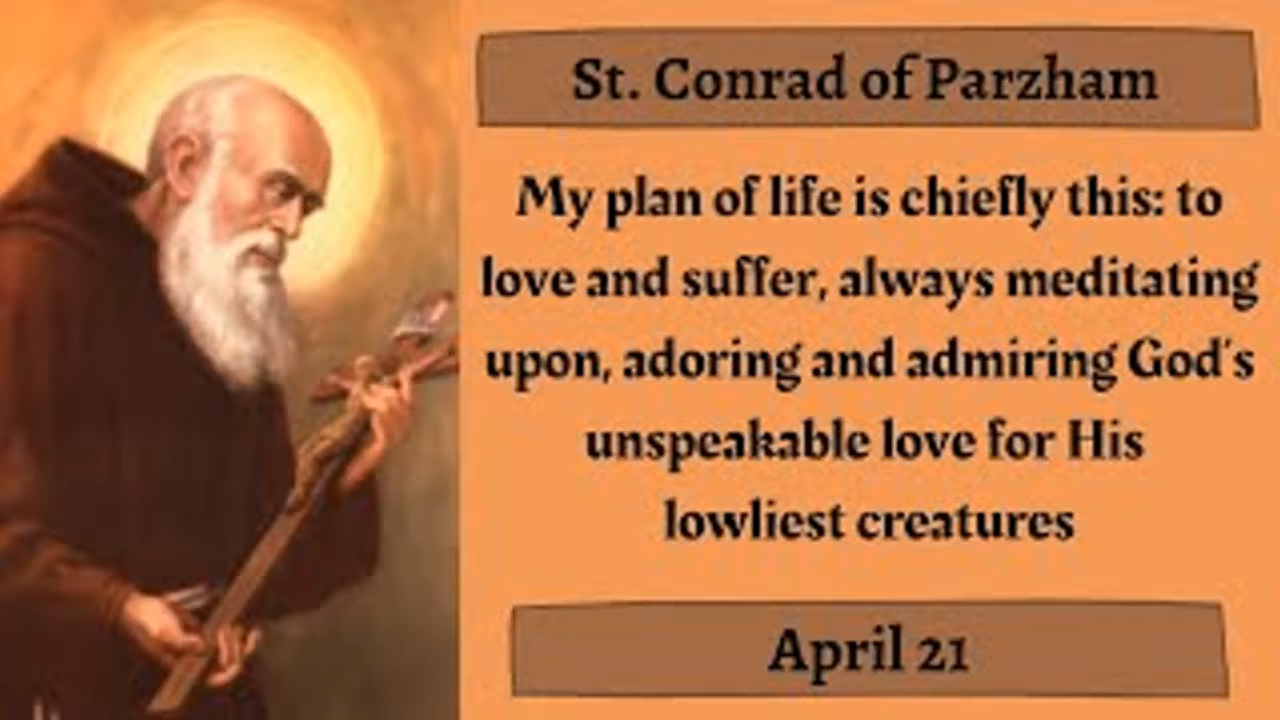 St. Conrad of Parzham
My plan of life is chiefly this: to
love and suffer, always meditating
upon, adoring and admiring God's
unspeakable love for His
lowliest creatures
April 21